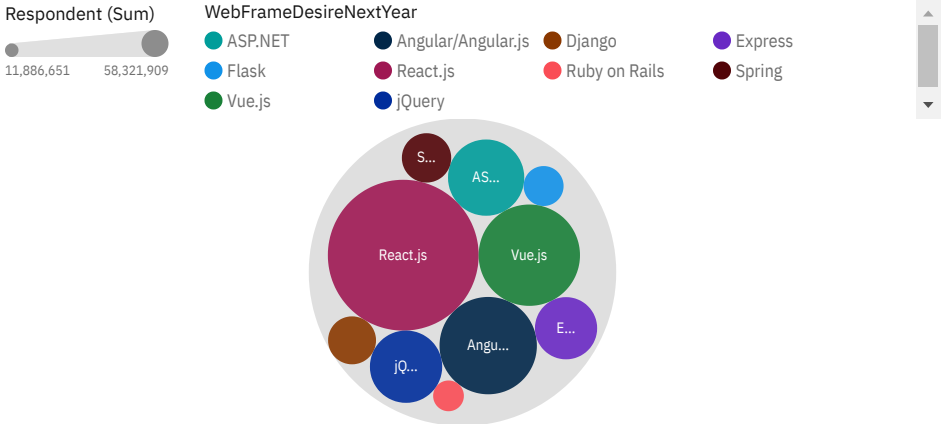 Respondent (Sum)
11,886,651 58,321,909
WebFrameDesireNextYear
ASP.NET Angular/Angular.js Django Express
Flask React.js Ruby on Rails Spring
Vue.js jQuery
S...
AS...
React.js
Vue.js
E...
Angu...
jQ...